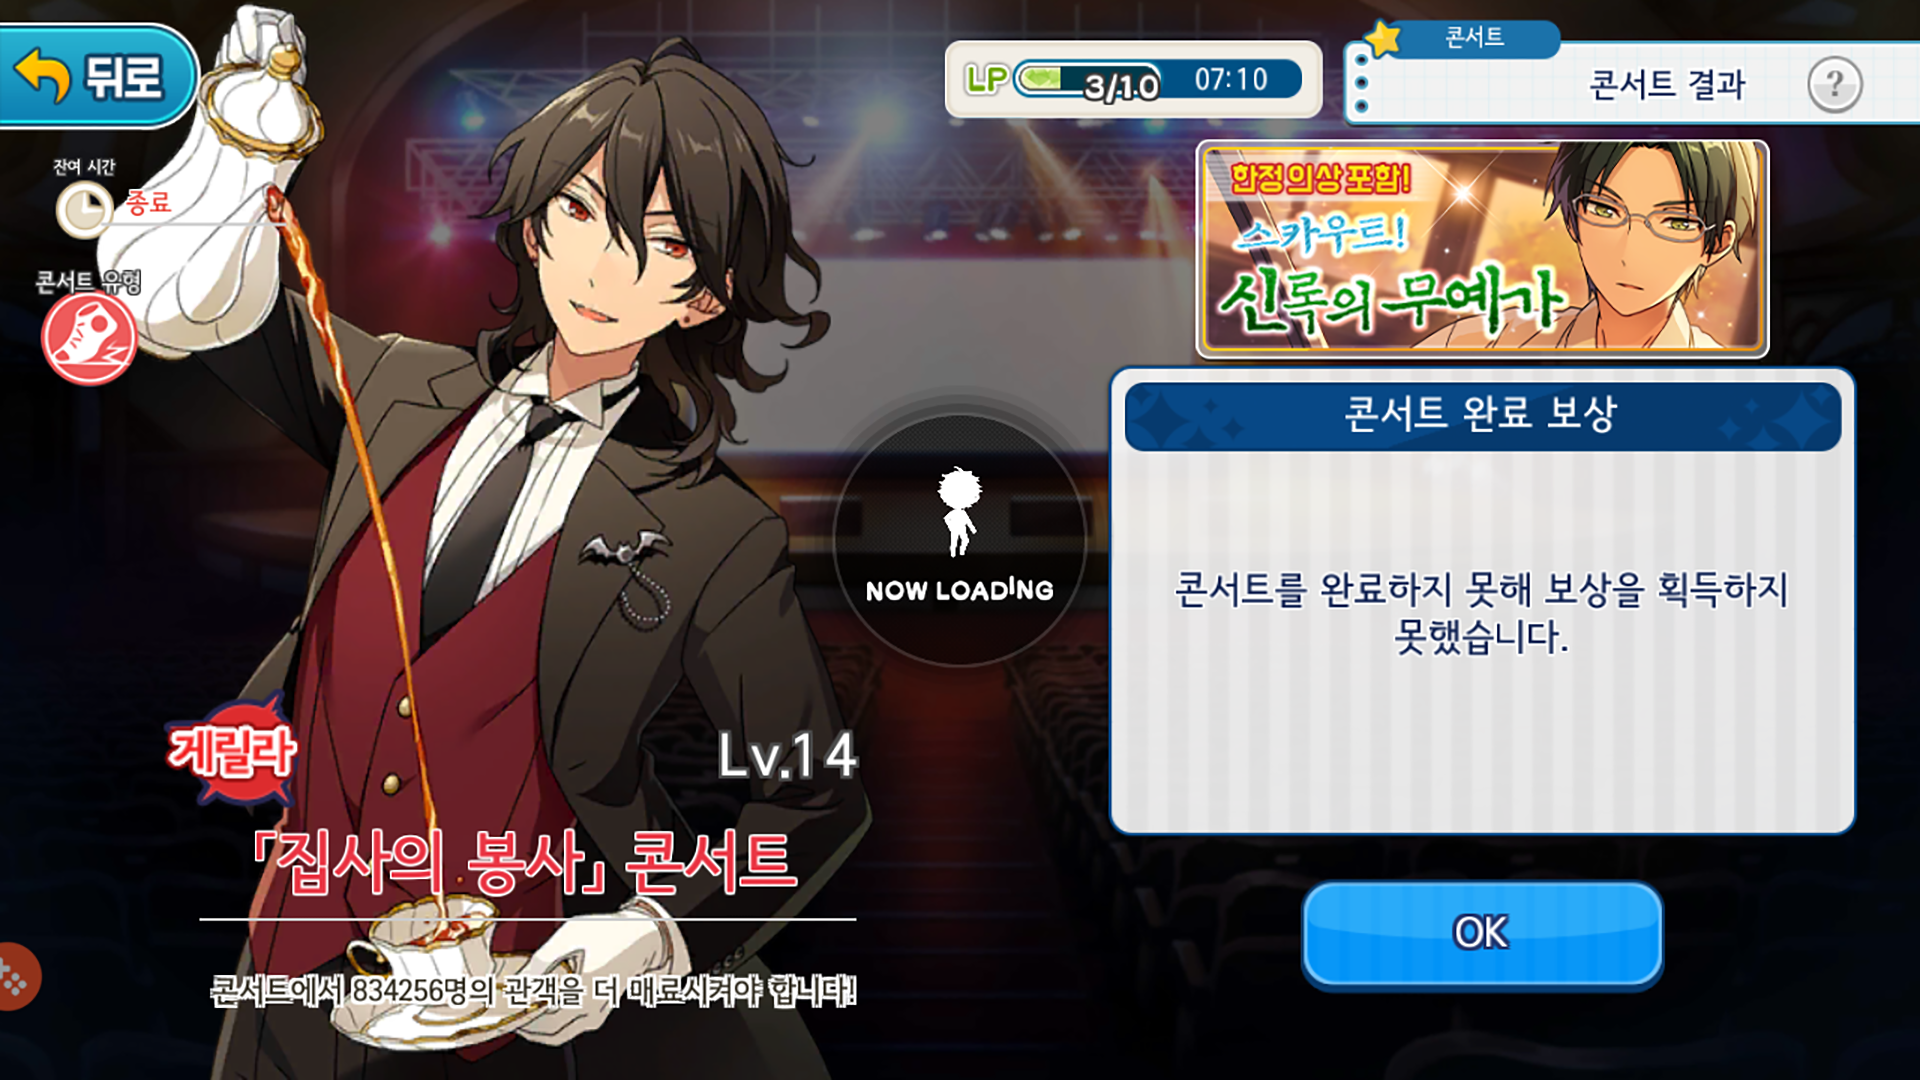 뒤로
LP 3/10 07:10
콘서트
콘서트 결과
?
잔여 시간
종료
콘서트 유형
한정 의상 포함!
스카우트!
신록의 무예가
콘서트 완료 보상
콘서트를 완료하지 못해 보상을 획득하지
못했습니다.
NOW LOADING
게릴라
Lv.14
「집사의 봉사」 콘서트
콘서트에서 834256명의 관객을 더 매료시켜야 합니다!
OK